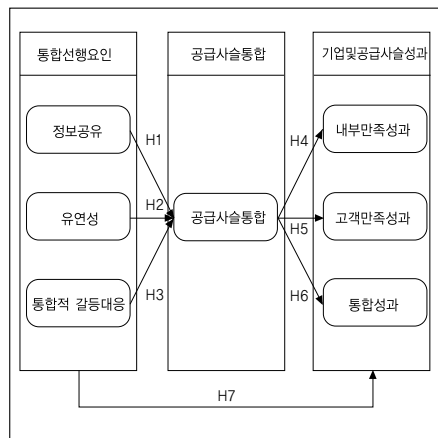 통합선행요인
공급사슬통합
기업및공급사슬성과
정보공유
H1
H4
내부만족성과
유연성
H2
공급사슬통합
H5
고객만족성과
통합적 갈등대응
H3
H6
통합성과
H7